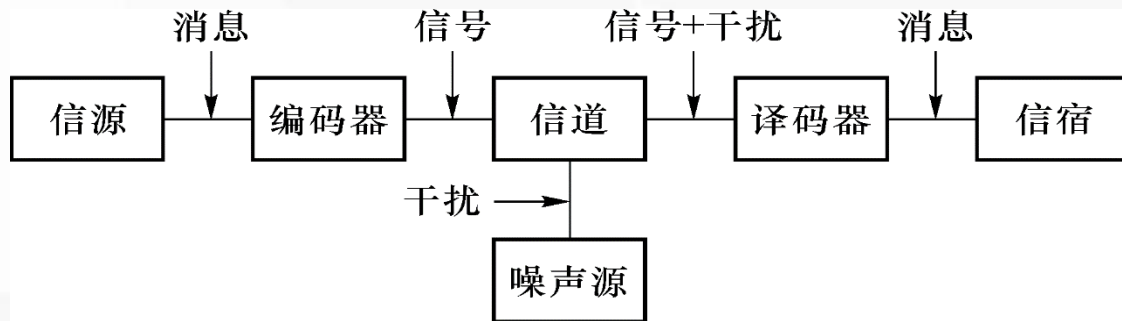 消息 信号 信号+干扰 消息
信源 编码器 信道 译码器 信宿
干扰
噪声源